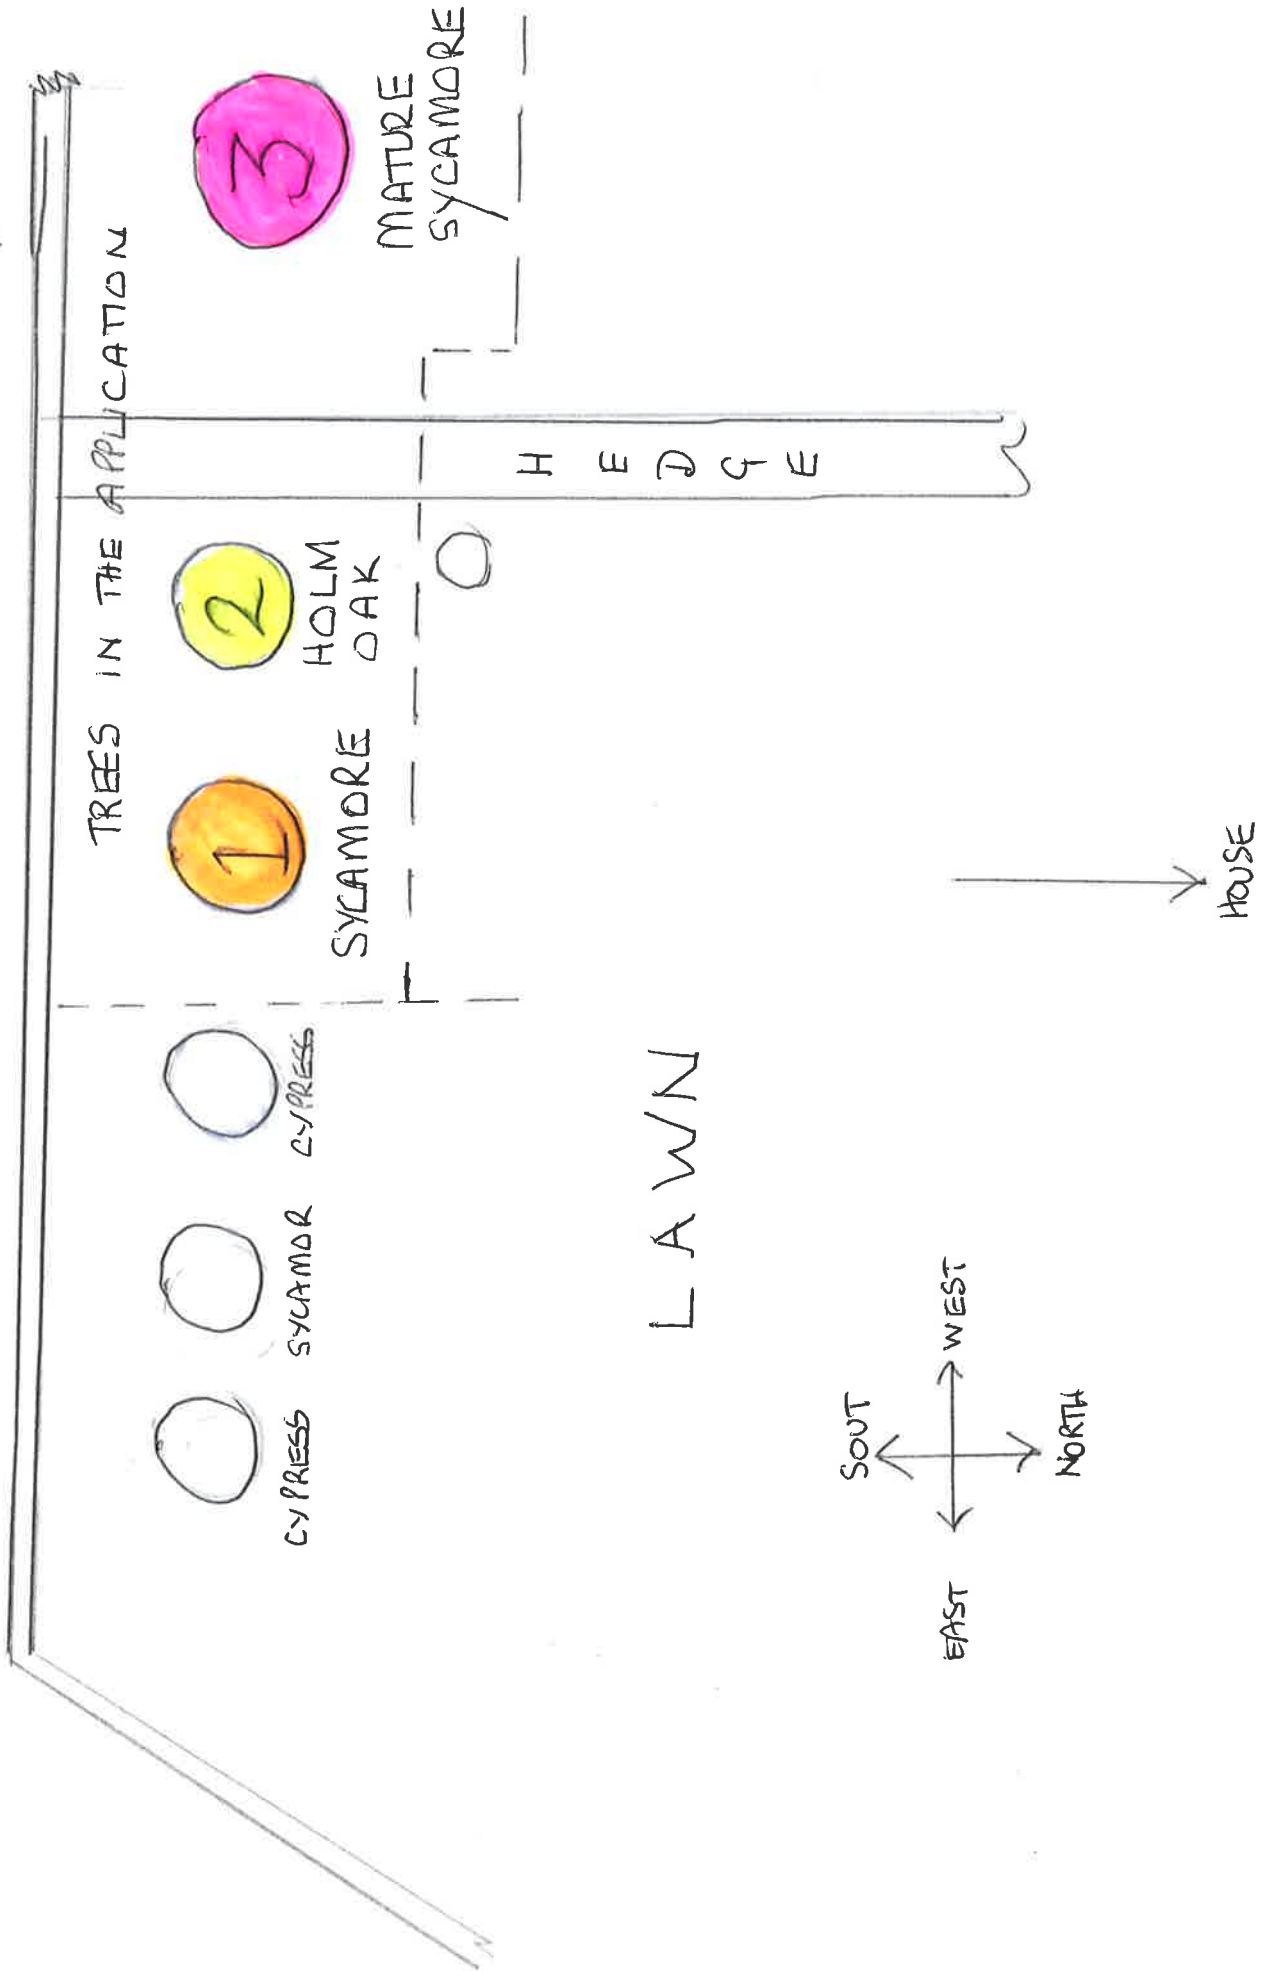 TREES IN THE APPLICATION
1
2
3
CYPRESS
SYCAMOR
CYPRESS
SYCAMORE
HOLM
OAK
MATURE
SYCAMORE
HEDGE
LAWN
SOUT
EAST
WEST
NORTH
HOUSE